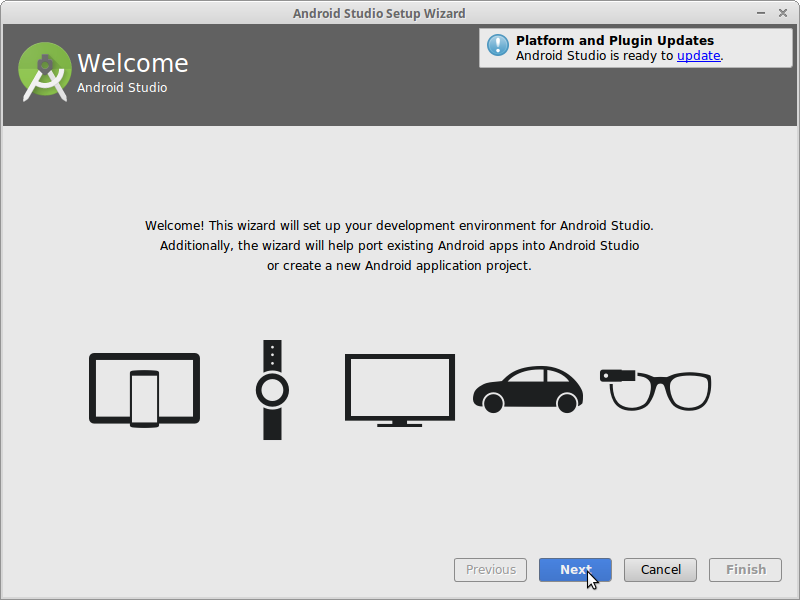 Android Studio Setup Wizard
Welcome
Android Studio
Platform and Plugin Updates
Android Studio is ready to update.
Welcome! This wizard will set up your development environment for Android Studio.
Additionally, the wizard will help port existing Android apps into Android Studio
or create a new Android application project.
Previous
Next
Cancel
Finish